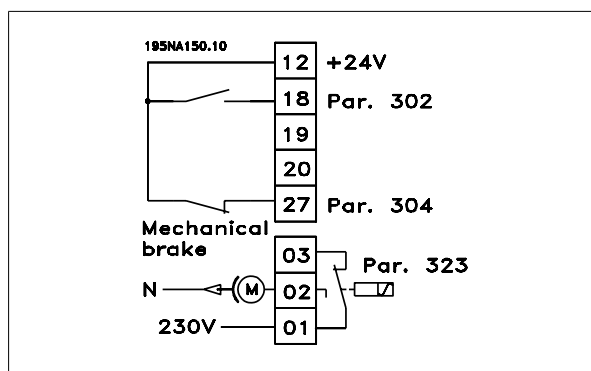 195NA150.10
12 +24V
18 Par. 302
19
20
27 Par. 304
Mechanical
brake
03
Par. 323
N M 02
230V 01